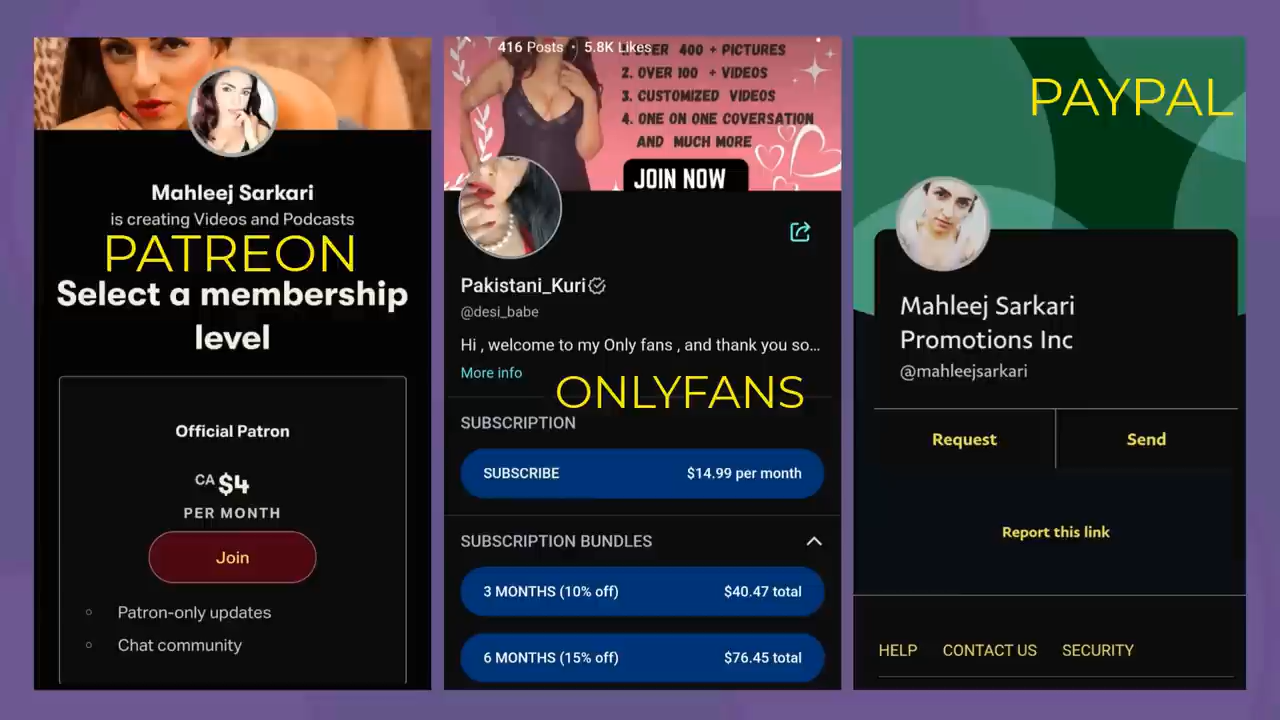 Mahleej Sarkari
is creating Videos and Podcasts
PATREON
Select a membership
level
Official Patron
CA $4
PER MONTH
Join
Patron-only updates
Chat community
416 Posts • 5.8K Likes
OVER 400 + PICTURES
2. OVER 100 + VIDEOS
3. CUSTOMIZED VIDEOS
4. ONE ON ONE COVERSATION
AND MUCH MORE
JOIN NOW
Pakistani_Kuri
@desi_babe
Hi , welcome to my Only fans , and thank you so...
More info
ONLYFANS
SUBSCRIPTION
SUBSCRIBE $14.99 per month
SUBSCRIPTION BUNDLES
3 MONTHS (10% off) $40.47 total
6 MONTHS (15% off) $76.45 total
PAYPAL
Mahleej Sarkari
Promotions Inc
@mahleejsarkari
Request Send
Report this link
HELP CONTACT US SECURITY